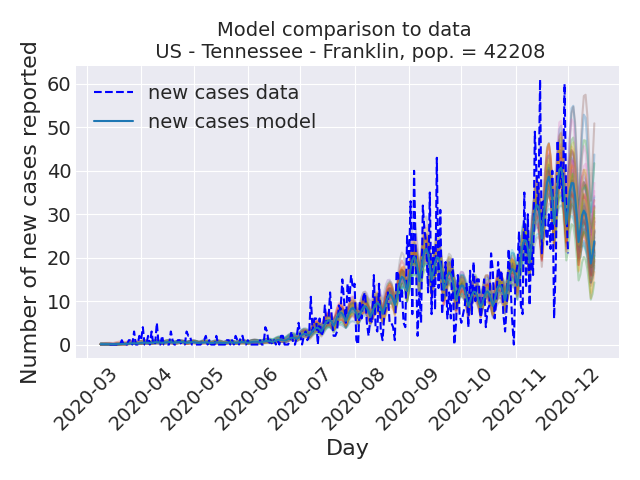 Model comparison to data
US - Tennessee - Franklin, pop. = 42208
Number of new cases reported
60
50
40
30
20
10
0
new cases data
new cases model
2020-03
2020-04
2020-05
2020-06
2020-07
2020-08
2020-09
2020-10
2020-11
2020-12
Day